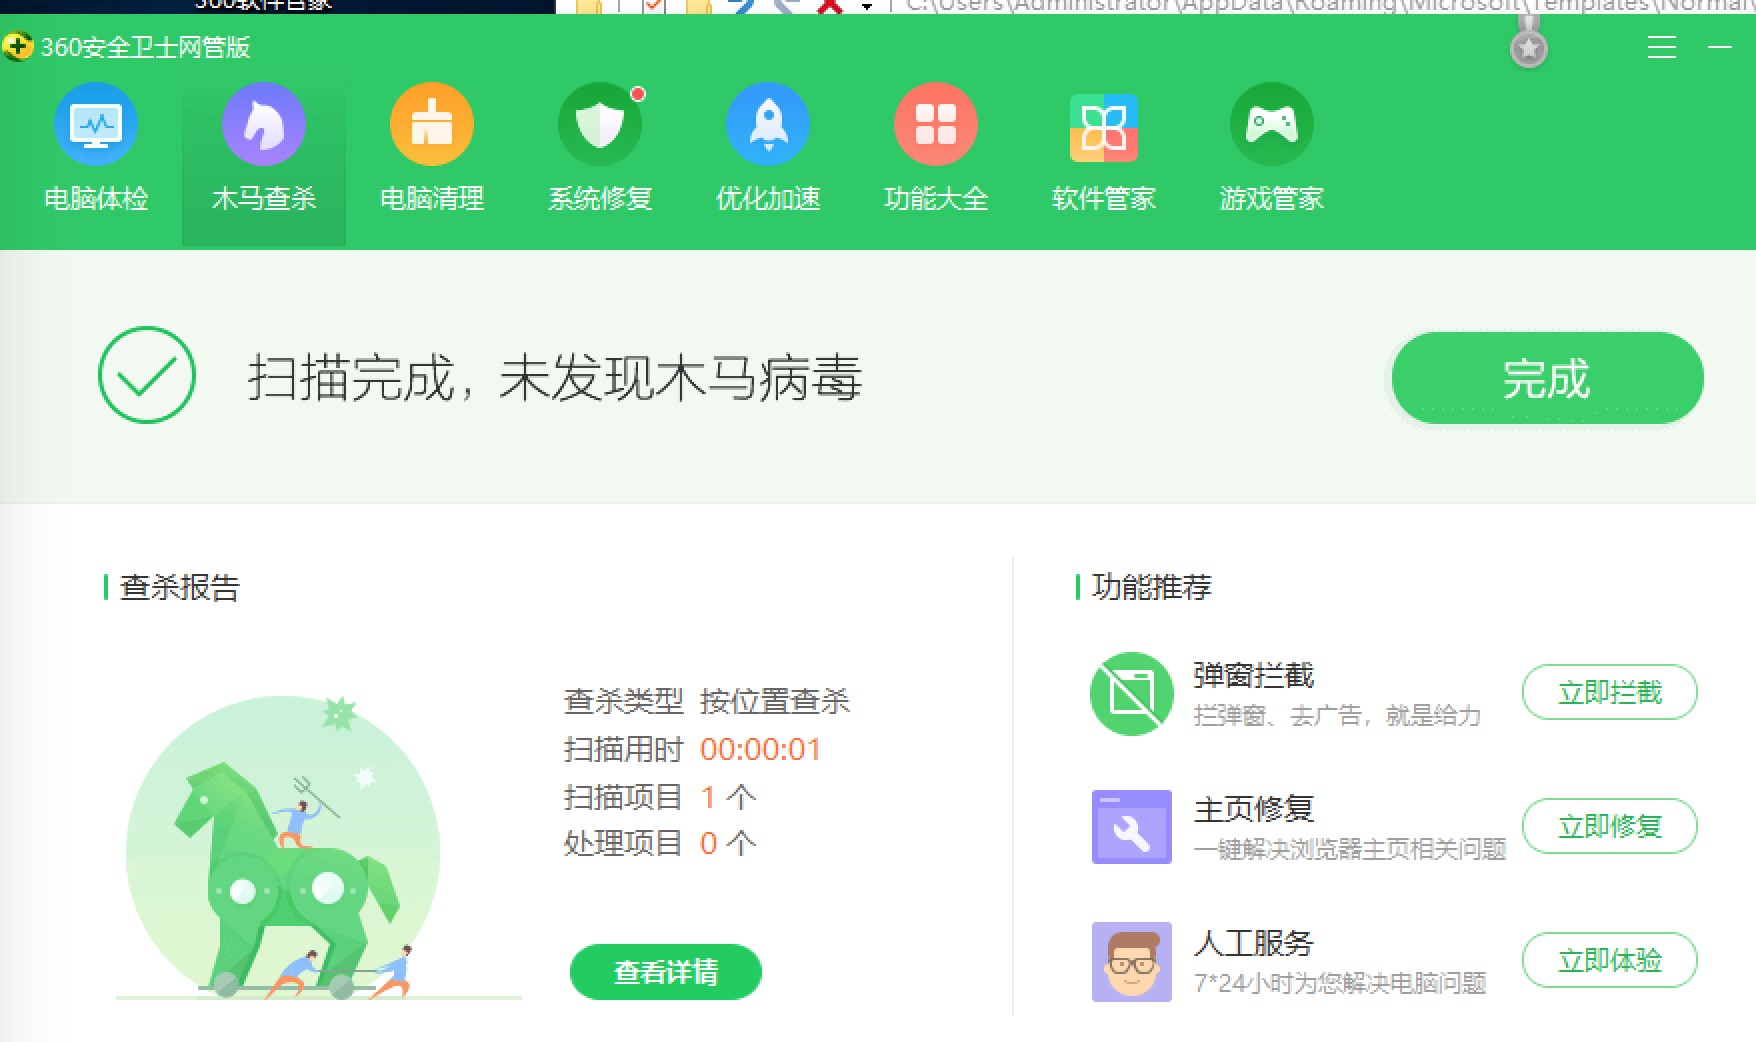 360软件管家
C:\Users\Administrator\AppData\Roaming\Microsoft\Templates\Normal\
360安全卫士网管版
电脑体检
木马查杀
电脑清理
系统修复
优化加速
功能大全
软件管家
游戏管家
扫描完成，未发现木马病毒
完成
查杀报告
查杀类型 按位置查杀
扫描用时 00:00:01
扫描项目 1 个
处理项目 0 个
查看详情
功能推荐
弹窗拦截
拦弹窗、去广告，就是给力
立即拦截
主页修复
一键解决浏览器主页相关问题
立即修复
人工服务
7*24小时为您解决电脑问题
立即体验